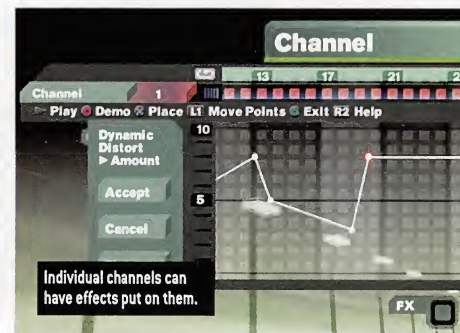 Channel
13 17 21
Channel 1
Play Demo Place L1 Move Points Exit R2 Help
Dynamic
Distort
Amount
10
Accept
5
Cancel
Individual channels can
have effects put on them.
FX